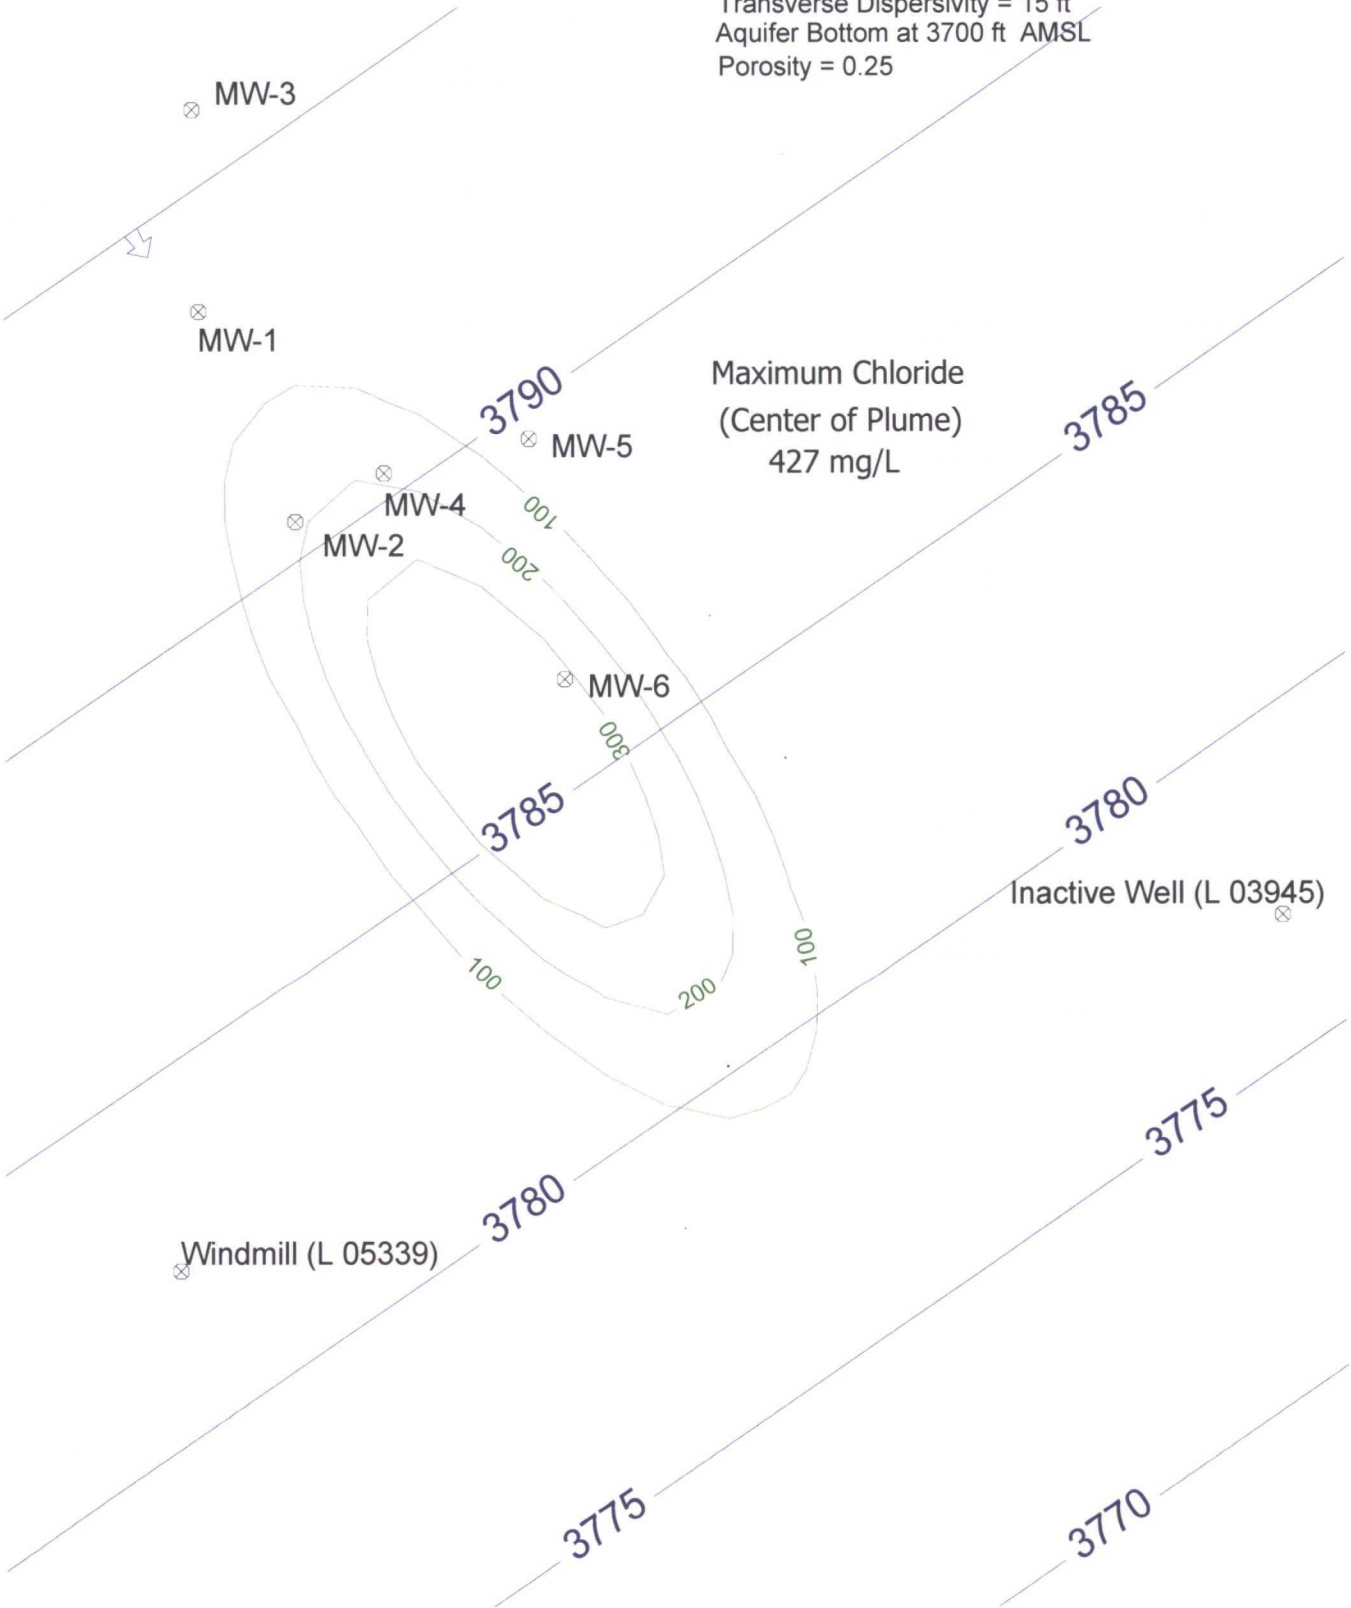 Transverse Dispersivity = 15 ft
Aquifer Bottom at 3700 ft AMSL
Porosity = 0.25
MW-3
MW-1
3790
Maximum Chloride
(Center of Plume)
427 mg/L
3785
MW-5
MW-4
100
MW-2
200
MW-6
300
3785
3780
Inactive Well (L 03945)
100
100
200
3775
3780
Windmill (L 05339)
3775
3770